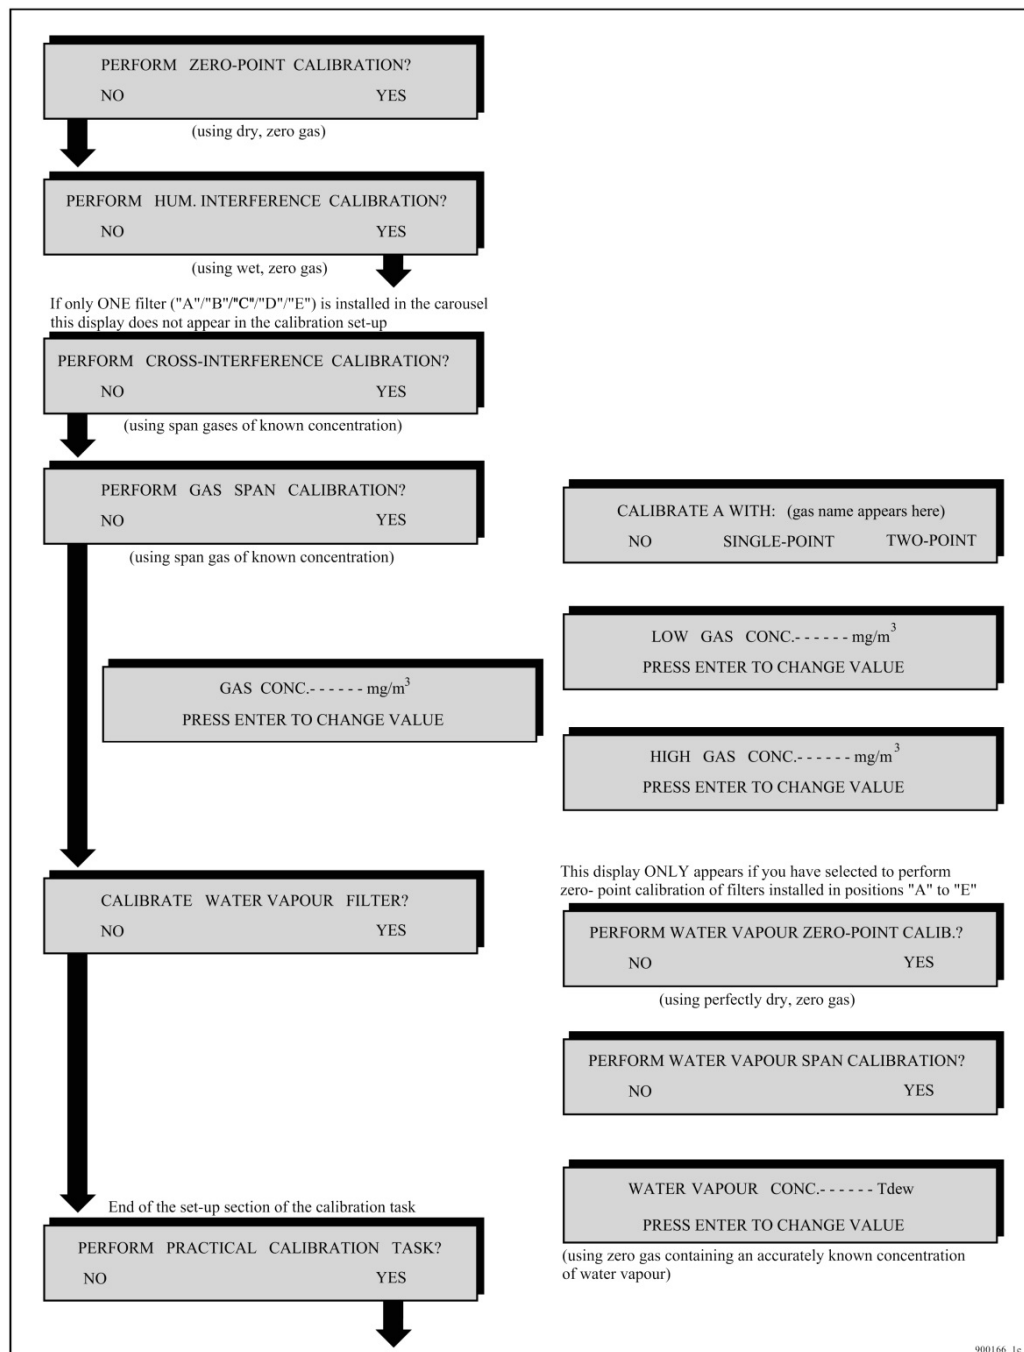 PERFORM ZERO-POINT CALIBRATION?
NO YES
(using dry, zero gas)
PERFORM HUM. INTERFERENCE CALIBRATION?
NO YES
(using wet, zero gas)
If only ONE filter ("A"/"B"/"C"/"D"/"E") is installed in the carousel
this display does not appear in the calibration set-up
PERFORM CROSS-INTERFERENCE CALIBRATION?
NO YES
(using span gases of known concentration)
PERFORM GAS SPAN CALIBRATION?
NO YES
(using span gas of known concentration)
CALIBRATE A WITH: (gas name appears here)
NO SINGLE-POINT TWO-POINT
LOW GAS CONC.- - - - - - mg/m³
PRESS ENTER TO CHANGE VALUE
GAS CONC.- - - - - - mg/m³
PRESS ENTER TO CHANGE VALUE
HIGH GAS CONC.- - - - - - mg/m³
PRESS ENTER TO CHANGE VALUE
CALIBRATE WATER VAPOUR FILTER?
NO YES
This display ONLY appears if you have selected to perform
zero- point calibration of filters installed in positions "A" to "E"
PERFORM WATER VAPOUR ZERO-POINT CALIB.?
NO YES
(using perfectly dry, zero gas)
PERFORM WATER VAPOUR SPAN CALIBRATION?
NO YES
WATER VAPOUR CONC.- - - - - - Tdew
PRESS ENTER TO CHANGE VALUE
(using zero gas containing an accurately known concentration
of water vapour)
End of the set-up section of the calibration task
PERFORM PRACTICAL CALIBRATION TASK?
NO YES
900166_1e